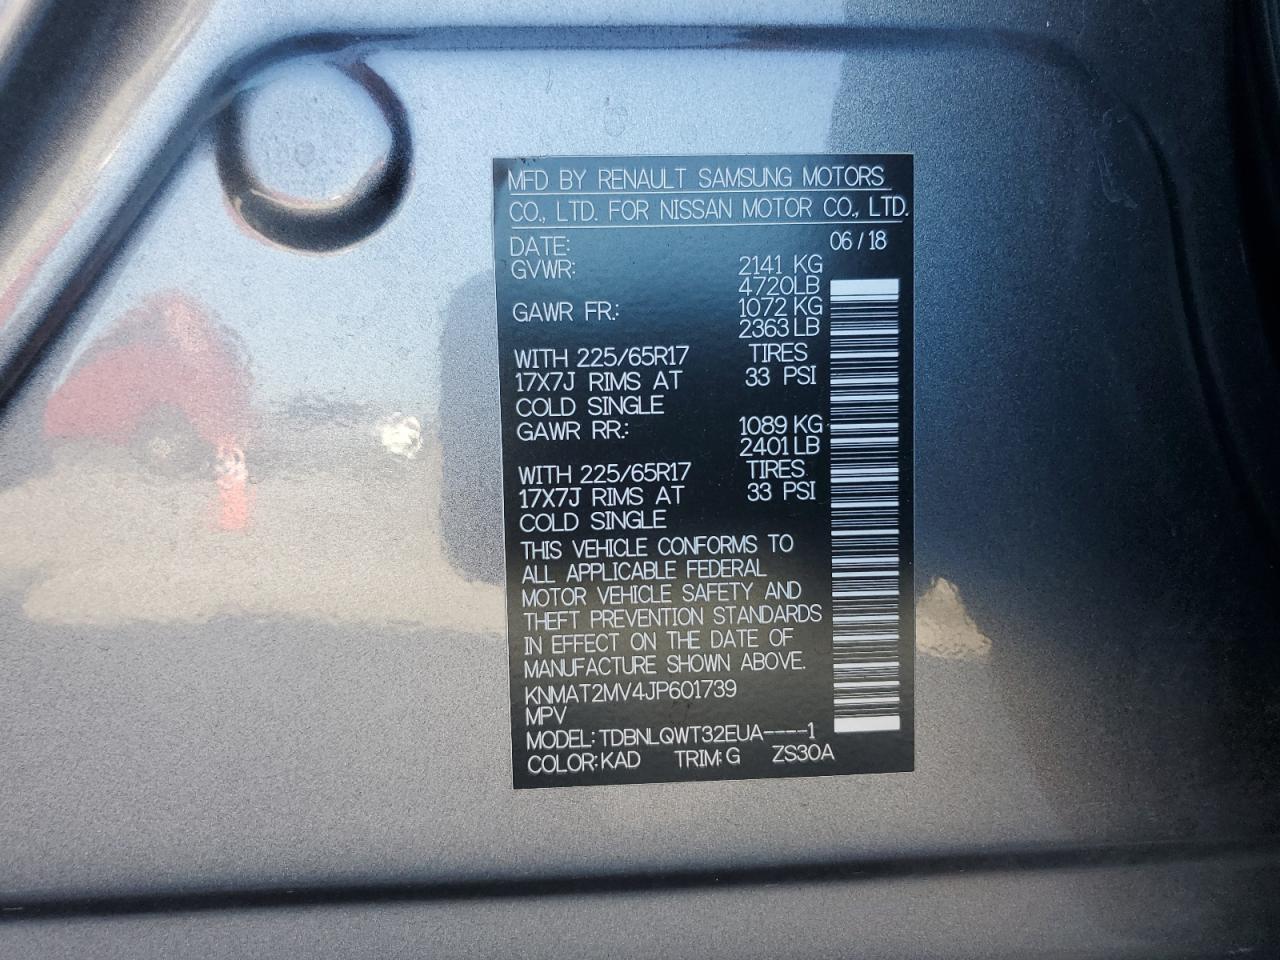 MFD BY RENAULT SAMSUNG MOTORS
CO., LTD. FOR NISSAN MOTOR CO., LTD.
DATE: 06 / 18
GVWR: 2141 KG
4720LB
GAWR FR.: 1072 KG
2363 LB
WITH 225/65R17 TIRES
17X7J RIMS AT 33 PSI
COLD SINGLE
GAWR RR.: 1089 KG
2401 LB
WITH 225/65R17 TIRES
17X7J RIMS AT 33 PSI
COLD SINGLE
THIS VEHICLE CONFORMS TO
ALL APPLICABLE FEDERAL
MOTOR VEHICLE SAFETY AND
THEFT PREVENTION STANDARDS
IN EFFECT ON THE DATE OF
MANUFACTURE SHOWN ABOVE.
KNMAT2MV4JP601739
MPV
MODEL: TDBNLQWT32EUA----1
COLOR: KAD TRIM: G ZS30A